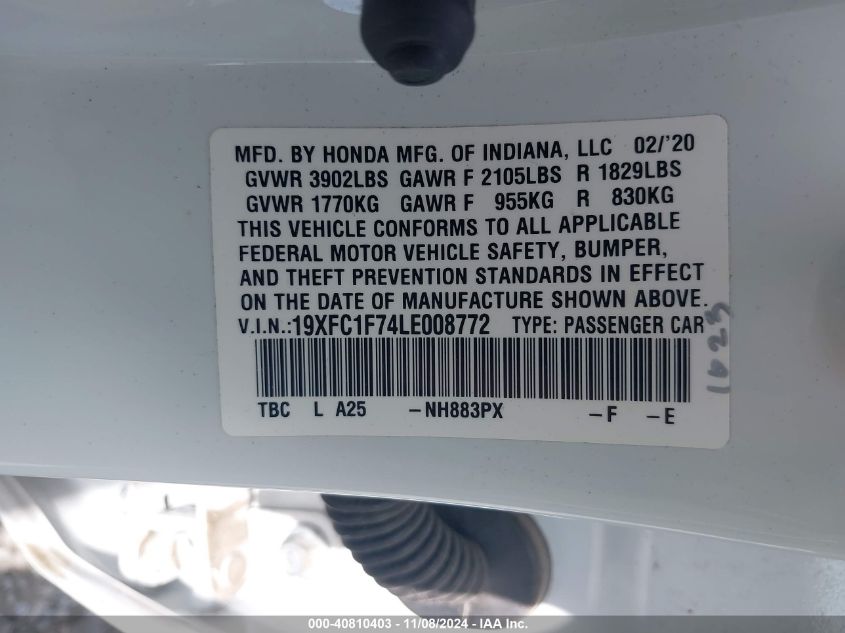 MFD. BY HONDA MFG. OF INDIANA, LLC 02/'20
GVWR 3902LBS GAWR F 2105LBS R 1829LBS
GVWR 1770KG GAWR F 955KG R 830KG
THIS VEHICLE CONFORMS TO ALL APPLICABLE
FEDERAL MOTOR VEHICLE SAFETY, BUMPER,
AND THEFT PREVENTION STANDARDS IN EFFECT
ON THE DATE OF MANUFACTURE SHOWN ABOVE.
V.I.N.:19XFC1F74LE008772 TYPE: PASSENGER CAR
TBC L A25 -NH883PX -F -E
1623
000-40810403 - 11/08/2024 - IAA Inc.